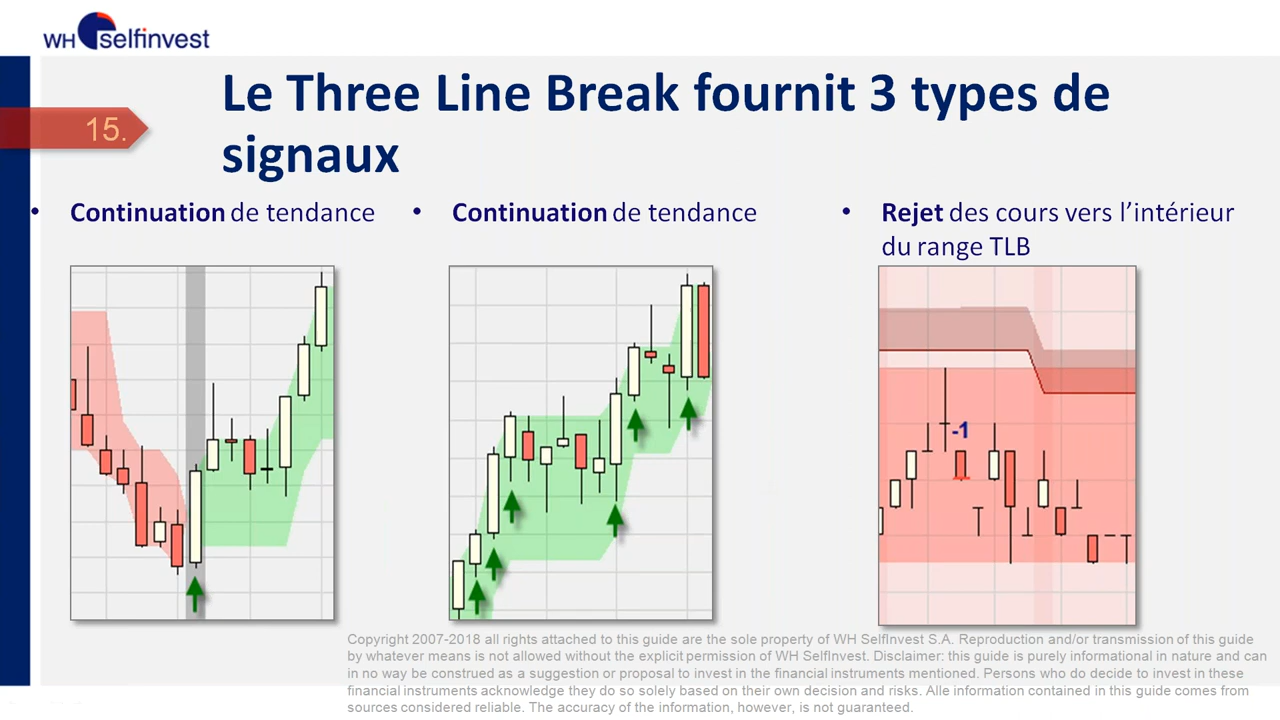 WH selfinvest
Le Three Line Break fournit 3 types de
signaux
15.
• Continuation de tendance
• Continuation de tendance
• Rejet des cours vers l’intérieur
du range TLB
-1
Copyright 2007-2018 all rights attached to this guide are the sole property of WH SelfInvest S.A. Reproduction and/or transmission of this guide
by whatever means is not allowed without the explicit permission of WH SelfInvest. Disclaimer: this guide is purely informational in nature and can
in no way be construed as a suggestion or proposal to invest in the financial instruments mentioned. Persons who do decide to invest in these
financial instruments acknowledge they do so solely based on their own decision and risks. Alle information contained in this guide comes from
sources considered reliable. The accuracy of the information, however, is not guaranteed.